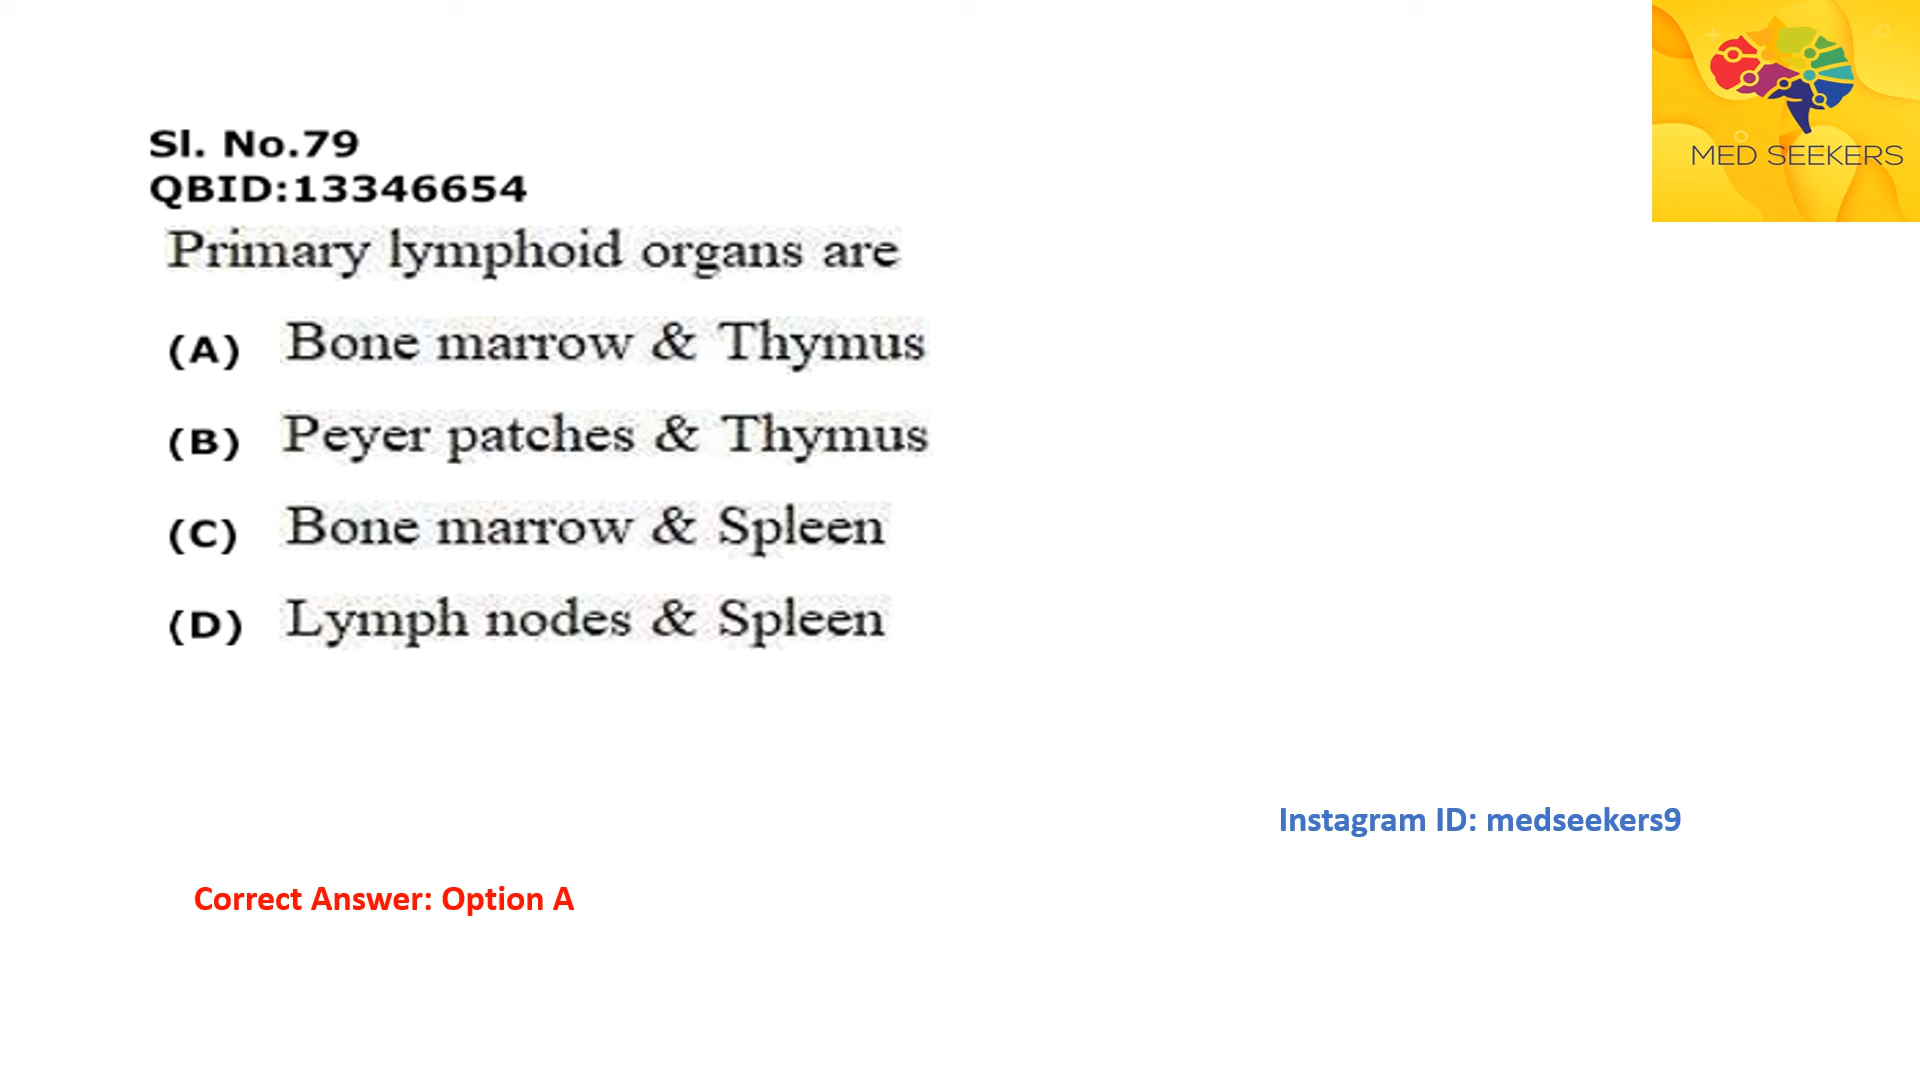 MED SEEKERS
Sl. No.79
QBID:13346654
Primary lymphoid organs are
(A) Bone marrow & Thymus
(B) Peyer patches & Thymus
(C) Bone marrow & Spleen
(D) Lymph nodes & Spleen
Instagram ID: medseekers9
Correct Answer: Option A